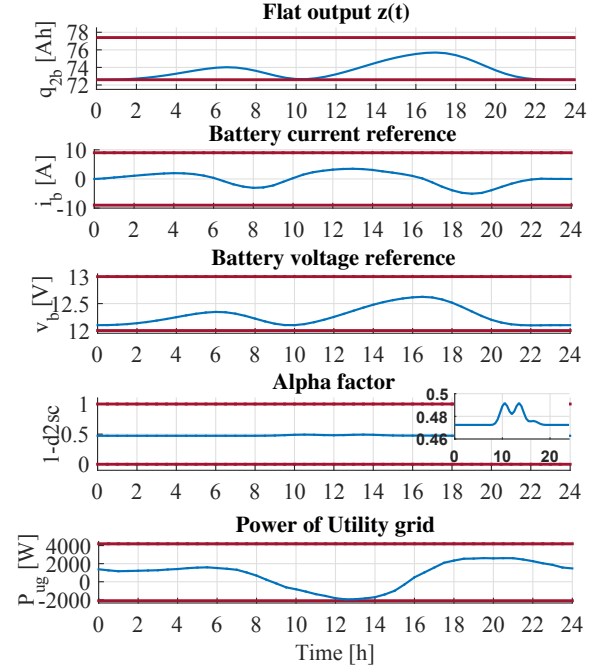 Flat output z(t)
q2b [Ah]
78
76
74
72
0 2 4 6 8 10 12 14 16 18 20 22 24
Battery current reference
ib [A]
10
0
-10
0 2 4 6 8 10 12 14 16 18 20 22 24
Battery voltage reference
vb [V]
13
12.5
12
0 2 4 6 8 10 12 14 16 18 20 22 24
Alpha factor
1-d2sc
1
0.5
0
0.5
0.48
0.46
0 10 20
0 2 4 6 8 10 12 14 16 18 20 22 24
Power of Utility grid
Pug [W]
4000
2000
0
-2000
0 2 4 6 8 10 12 14 16 18 20 22 24
Time [h]